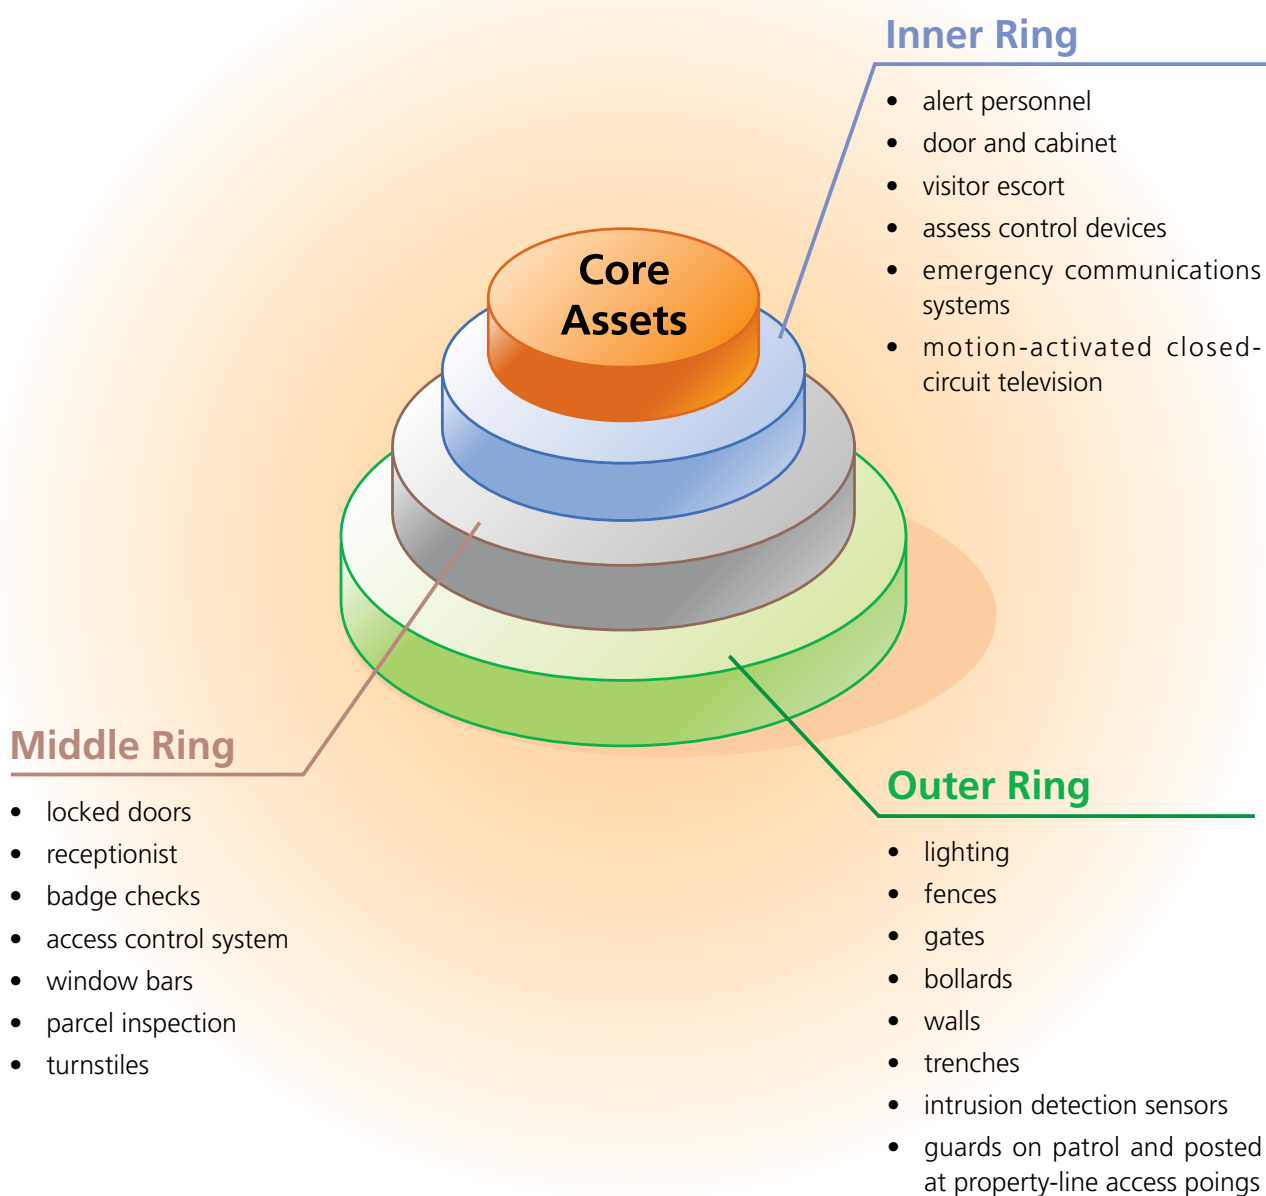 Inner Ring
• alert personnel
• door and cabinet
• visitor escort
• assess control devices
• emergency communications
systems
• motion-activated closed-
circuit television
Core
Assets
Middle Ring
• locked doors
• receptionist
• badge checks
• access control system
• window bars
• parcel inspection
• turnstiles
Outer Ring
• lighting
• fences
• gates
• bollards
• walls
• trenches
• intrusion detection sensors
• guards on patrol and posted
at property-line access poings